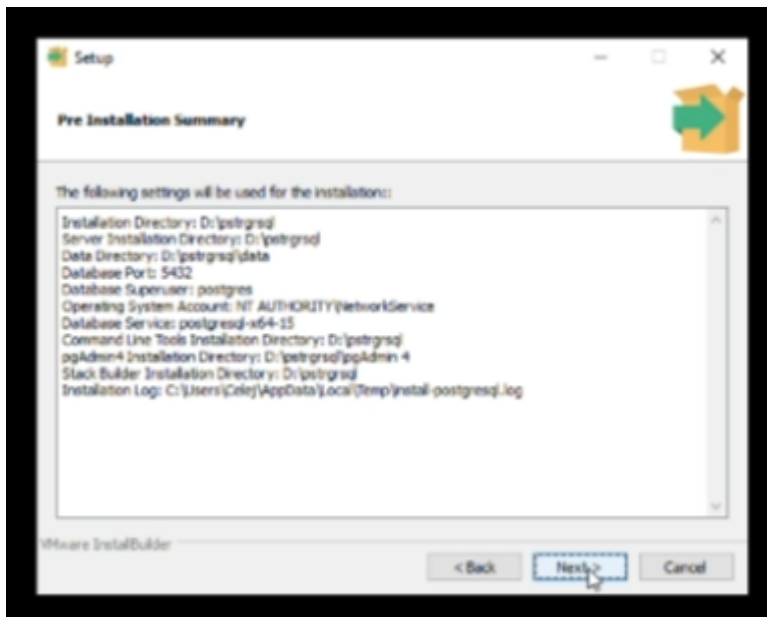 Setup
Pre Installation Summary
The following settings will be used for the installation::
Installation Directory: D:\pstrgrsql
Server Installation Directory: D:\pstrgrsql
Data Directory: D:\pstrgrsql\data
Database Port: 5432
Database Superuser: postgres
Operating System Account: NT AUTHORITY\NetworkService
Database Service: postgresql-x64-15
Command Line Tools Installation Directory: D:\pstrgrsql
pgAdmin4 Installation Directory: D:\pstrgrsql\pgAdmin 4
Stack Builder Installation Directory: D:\pstrgrsql
Installation Log: C:\Users\Celej\AppData\Local\Temp\install-postgresql.log
VMware InstallBuilder
< Back
Next >
Cancel